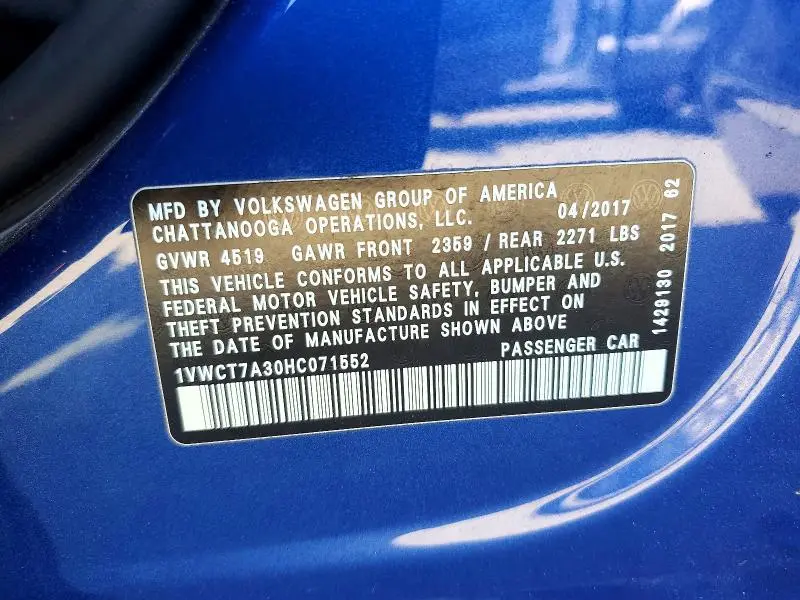 MFD BY VOLKSWAGEN GROUP OF AMERICA
CHATTANOOGA OPERATIONS, LLC. 04/2017
GVWR 4519 GAWR FRONT 2359 / REAR 2271 LBS
THIS VEHICLE CONFORMS TO ALL APPLICABLE U.S.
FEDERAL MOTOR VEHICLE SAFETY, BUMPER AND
THEFT PREVENTION STANDARDS IN EFFECT ON
THE DATE OF MANUFACTURE SHOWN ABOVE
1VWCT7A30HC071552 PASSENGER CAR
1429130 2017 62